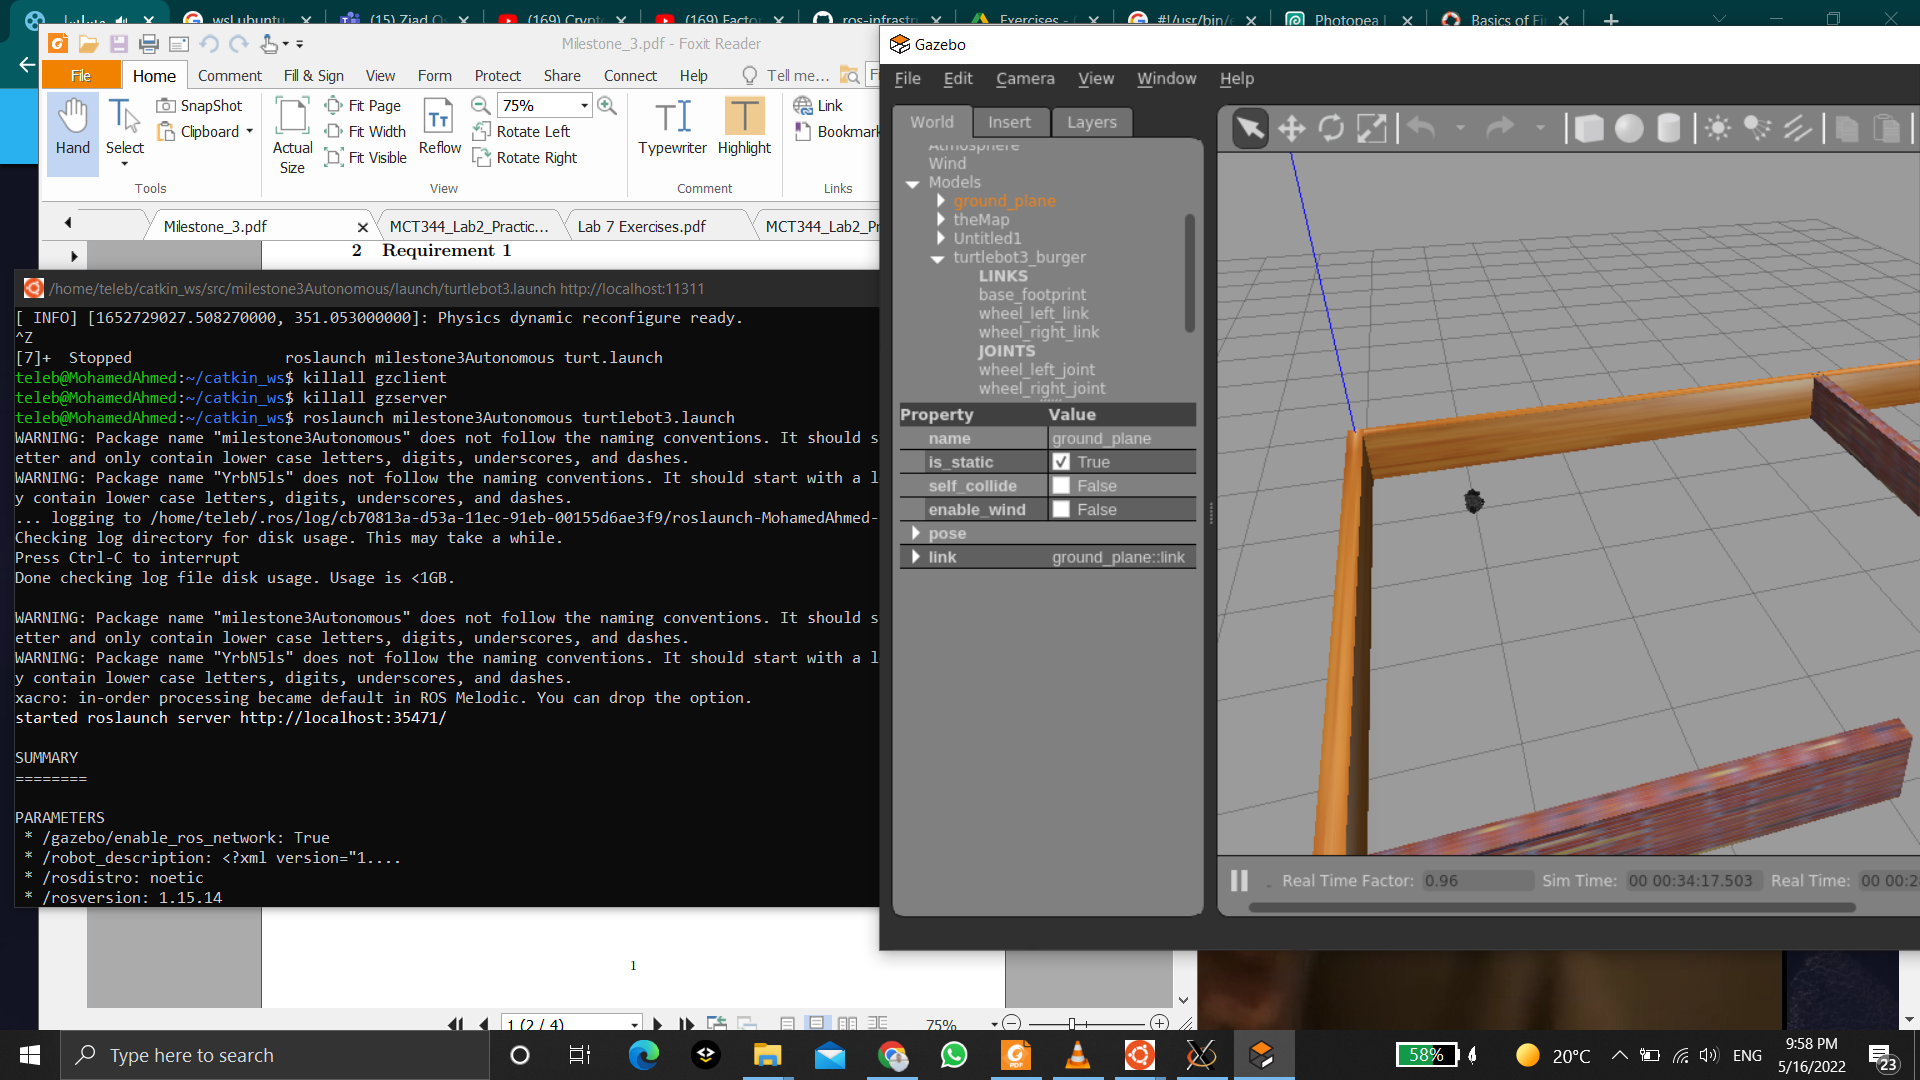 wsl ubuntu
(15) Ziad Os
(169) Crypt
(169) Facto
ros-infrastr
Exercises - (
#!/usr/bin/e
Photopea |
Basics of Fi
Milestone_3.pdf - Foxit Reader
File
Home
Comment
Fill & Sign
View
Form
Protect
Share
Connect
Help
Tell me...
Hand
Select
SnapShot
Clipboard
Actual
Size
Fit Page
Fit Width
Fit Visible
Reflow
75%
Rotate Left
Rotate Right
Typewriter
Highlight
Link
Bookmark
Tools
View
Comment
Links
Milestone_3.pdf
MCT344_Lab2_Practic...
Lab 7 Exercises.pdf
MCT344_Lab2_Pr
2 Requirement 1
/home/teleb/catkin_ws/src/milestone3Autonomous/launch/turtlebot3.launch http://localhost:11311
[ INFO] [1652729027.508270000, 351.053000000]: Physics dynamic reconfigure ready.
^Z
[7]+  Stopped                 roslaunch milestone3Autonomous turt.launch
teleb@MohamedAhmed:~/catkin_ws$ killall gzclient
teleb@MohamedAhmed:~/catkin_ws$ killall gzserver
teleb@MohamedAhmed:~/catkin_ws$ roslaunch milestone3Autonomous turtlebot3.launch
WARNING: Package name "milestone3Autonomous" does not follow the naming conventions. It should s
etter and only contain lower case letters, digits, underscores, and dashes.
WARNING: Package name "YrbN5ls" does not follow the naming conventions. It should start with a l
y contain lower case letters, digits, underscores, and dashes.
... logging to /home/teleb/.ros/log/cb70813a-d53a-11ec-91eb-00155d6ae3f9/roslaunch-MohamedAhmed-
Checking log directory for disk usage. This may take a while.
Press Ctrl-C to interrupt
Done checking log file disk usage. Usage is <1GB.
WARNING: Package name "milestone3Autonomous" does not follow the naming conventions. It should s
etter and only contain lower case letters, digits, underscores, and dashes.
WARNING: Package name "YrbN5ls" does not follow the naming conventions. It should start with a l
y contain lower case letters, digits, underscores, and dashes.
xacro: in-order processing became default in ROS Melodic. You can drop the option.
started roslaunch server http://localhost:35471/
SUMMARY
========
PARAMETERS
* /gazebo/enable_ros_network: True
* /robot_description: <?xml version="1....
* /rosdistro: noetic
* /rosversion: 1.15.14
1
1 (2 / 4)
75%
Gazebo
File
Edit
Camera
View
Window
Help
World
Insert
Layers
Atmosphere
Wind
Models
ground_plane
theMap
Untitled1
turtlebot3_burger
LINKS
base_footprint
wheel_left_link
wheel_right_link
JOINTS
wheel_left_joint
wheel_right_joint
Property Value
name ground_plane
is_static True
self_collide False
enable_wind False
pose
link ground_plane::link
Real Time Factor: 0.96 Sim Time: 00 00:34:17.503 Real Time: 00 00:2
Type here to search
58%
20°C
ENG
9:58 PM
5/16/2022
23